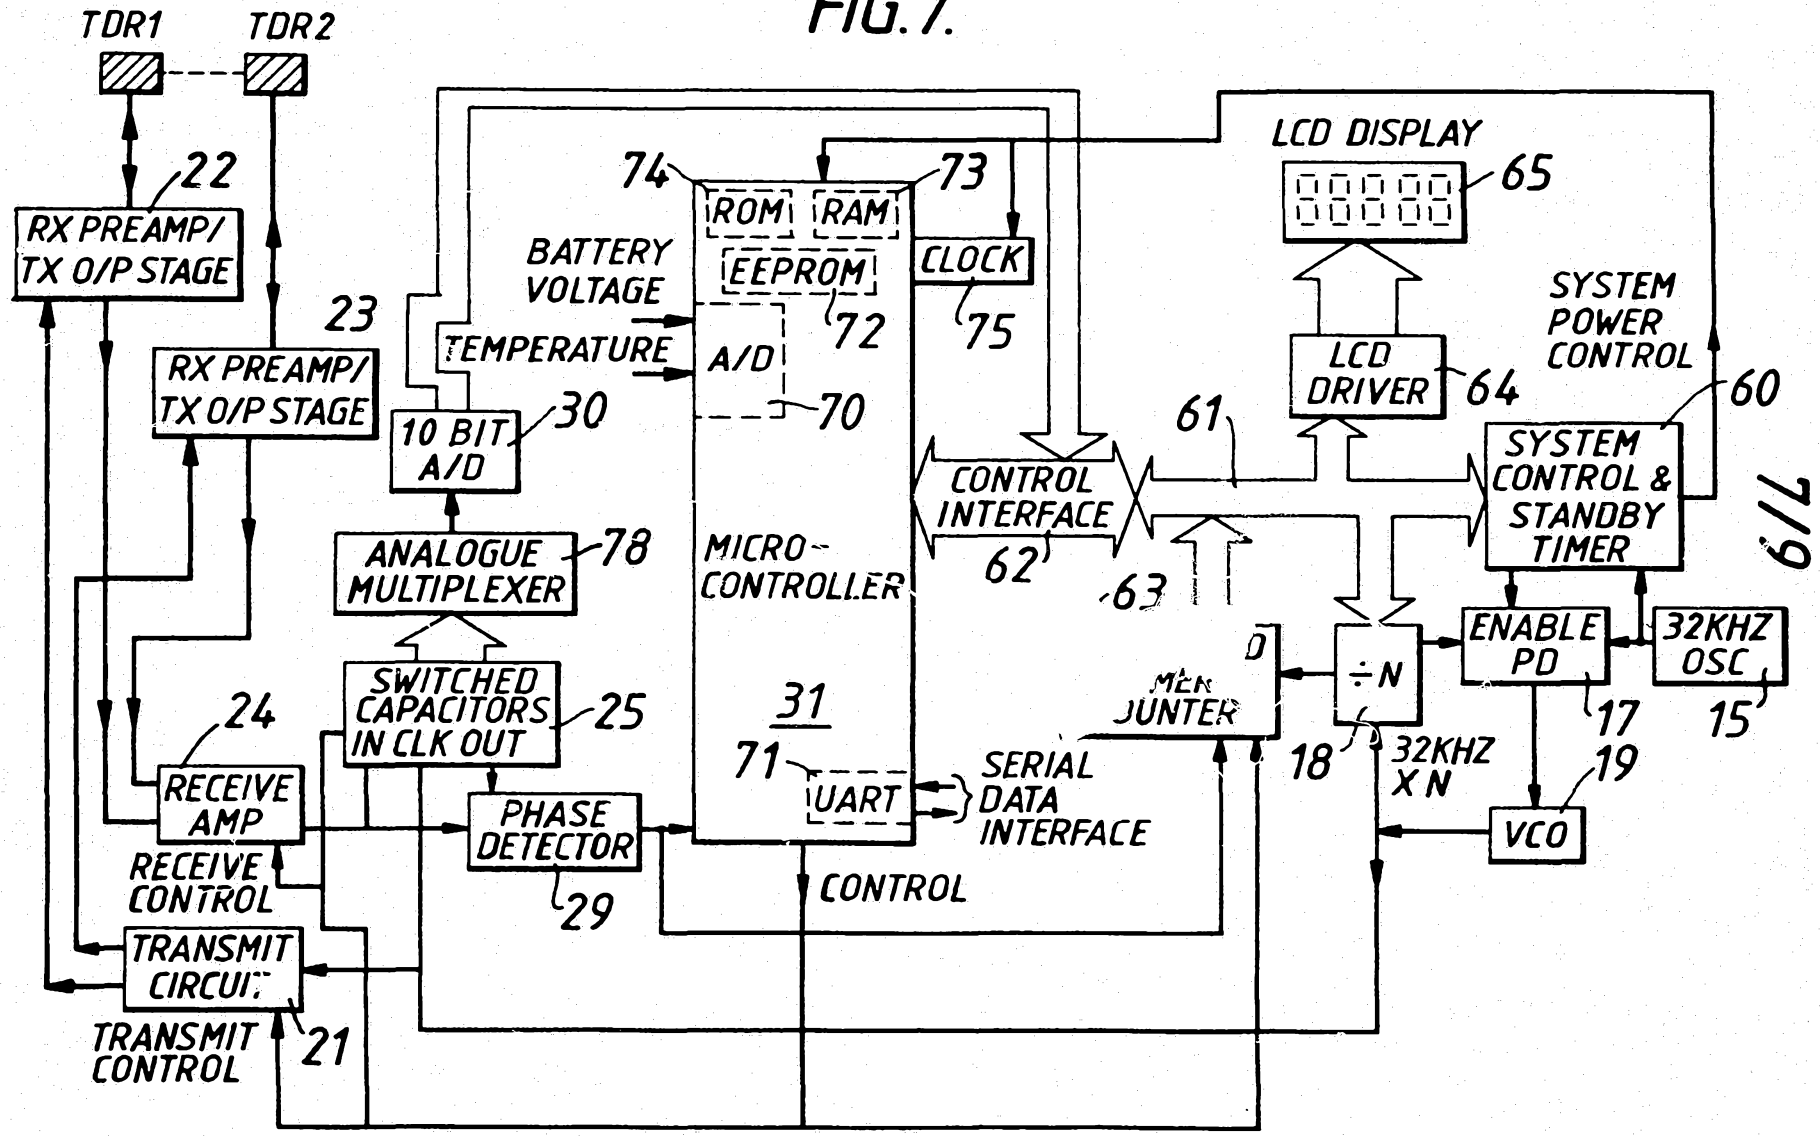 FIG. 7.
TDR1
TDR2
22
RX PREAMP/
TX O/P STAGE
23
RX PREAMP/
TX O/P STAGE
30
10 BIT
A/D
ANALOGUE
MULTIPLEXER
78
SWITCHED
CAPACITORS
IN CLK OUT
25
24
RECEIVE
AMP
RECEIVE
CONTROL
PHASE
DETECTOR
29
TRANSMIT
CIRCUIT
21
TRANSMIT
CONTROL
74
ROM
73
RAM
EEPROM
72
BATTERY
VOLTAGE
TEMPERATURE
A/D
70
CLOCK
75
MICRO-
CONTROLLER
31
71
UART
SERIAL
DATA
INTERFACE
CONTROL
CONTROL
INTERFACE
62
61
63
LCD DISPLAY
65
LCD
DRIVER
64
SYSTEM
POWER
CONTROL
60
SYSTEM
CONTROL &
STANDBY
TIMER
D
UNTER
÷N
18
32KHZ
X N
ENABLE
PD
17
32KHZ
OSC
15
19
VCO
7/9